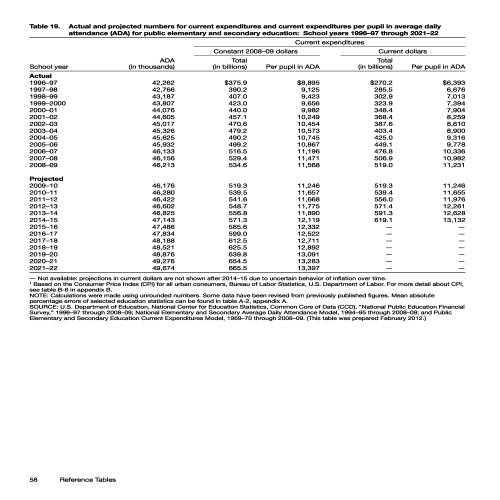 Table 19. Actual and projected numbers for current expenditures and current expenditures per pupil in average daily
attendance (ADA) for public elementary and secondary education: School years 1996–97 through 2021–22
Current expenditures
Constant 2008–09 dollars Current dollars
School year ADA (in thousands) Total (in billions) Per pupil in ADA Total (in billions) Per pupil in ADA
Actual
1996–97 42,262 $375.9 $8,895 $270.2 $6,393
1997–98 42,766 390.2 9,125 285.5 6,676
1998–99 43,187 407.0 9,423 302.9 7,013
1999–2000 43,807 423.0 9,656 323.9 7,394
2000–01 44,076 440.0 9,982 348.4 7,904
2001–02 44,605 457.1 10,249 368.4 8,259
2002–03 45,017 470.6 10,454 387.6 8,610
2003–04 45,326 479.2 10,573 403.4 8,900
2004–05 45,625 490.2 10,745 425.0 9,316
2005–06 45,932 499.2 10,867 449.1 9,778
2006–07 46,133 516.5 11,196 476.8 10,336
2007–08 46,156 529.4 11,471 506.9 10,982
2008–09 46,213 534.6 11,568 519.0 11,231
Projected
2009–10 46,176 519.3 11,246 519.3 11,246
2010–11 46,280 539.5 11,657 539.4 11,655
2011–12 46,422 541.6 11,668 556.0 11,976
2012–13 46,602 548.7 11,775 571.4 12,261
2013–14 46,825 556.8 11,890 591.3 12,628
2014–15 47,143 571.3 12,119 619.1 13,132
2015–16 47,486 585.6 12,332 — —
2016–17 47,834 599.0 12,522 — —
2017–18 48,188 612.5 12,711 — —
2018–19 48,521 625.5 12,892 — —
2019–20 48,876 639.8 13,091 — —
2020–21 49,276 654.5 13,283 — —
2021–22 49,674 665.5 13,397 — —
— Not available: projections in current dollars are not shown after 2014–15 due to uncertain behavior of inflation over time.
¹ Based on the Consumer Price Index (CPI) for all urban consumers, Bureau of Labor Statistics, U.S. Department of Labor. For more detail about CPI,
see table B-6 in appendix B.
NOTE: Calculations were made using unrounded numbers. Some data have been revised from previously published figures. Mean absolute
percentage errors of selected education statistics can be found in table A-2, appendix A.
SOURCE: U.S. Department of Education, National Center for Education Statistics, Common Core of Data (CCD), "National Public Education Financial
Survey," 1996–97 through 2008–09; National Elementary and Secondary Average Daily Attendance Model, 1994–95 through 2008–09; and Public
Elementary and Secondary Education Current Expenditures Model, 1969–70 through 2008–09. (This table was prepared February 2012.)
58 Reference Tables